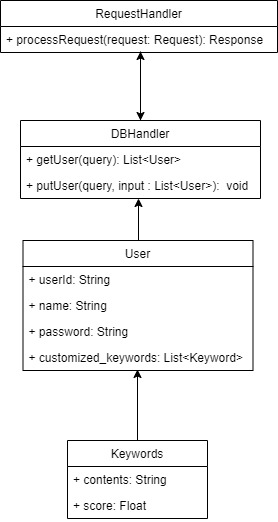 RequestHandler
+ processRequest(request: Request): Response
DBHandler
+ getUser(query): List<User>
+ putUser(query, input : List<User>): void
User
+ userId: String
+ name: String
+ password: String
+ customized_keywords: List<Keyword>
Keywords
+ contents: String
+ score: Float